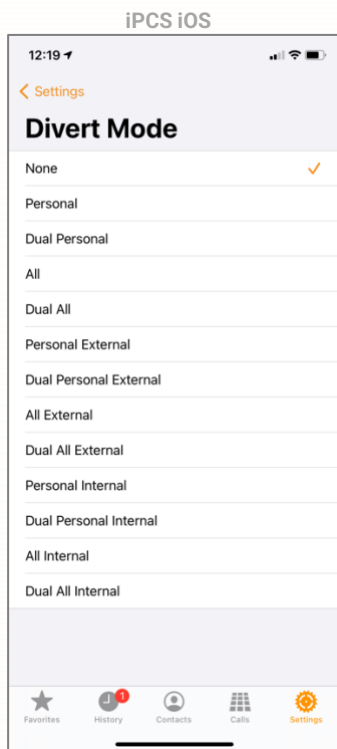 iPCS iOS
12:19
Settings
Divert Mode
None
Personal
Dual Personal
All
Dual All
Personal External
Dual Personal External
All External
Dual All External
Personal Internal
Dual Personal Internal
All Internal
Dual All Internal
1
Favorites History Contacts Calls Settings